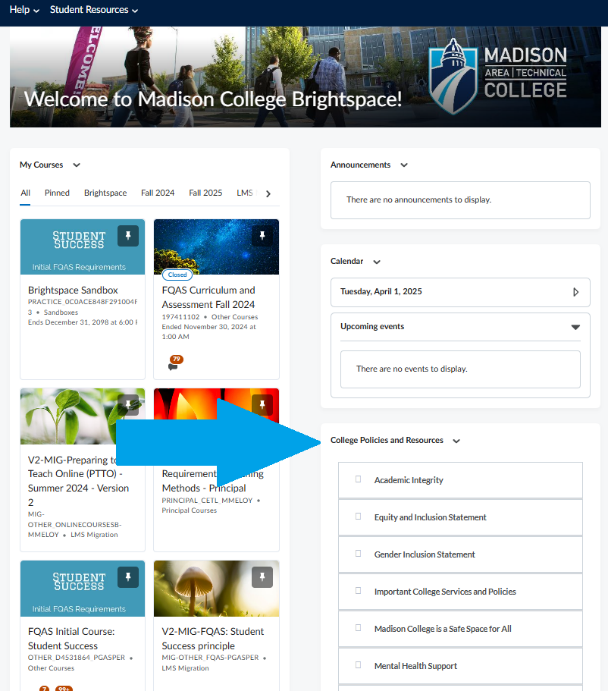 Help
Student Resources
WELCOME
Welcome to Madison College Brightspace!
MADISON
AREA | TECHNICAL
COLLEGE
My Courses
All
Pinned
Brightspace
Fall 2024
Fall 2025
LMS
STUDENT
SUCCESS
Initial FQAS Requirements
Brightspace Sandbox
PRACTICE_0C0ACE848F291004F
3 • Sandboxes
Ends December 31, 2098 at 6:00
Closed
FQAS Curriculum and
Assessment Fall 2024
197411102 • Other Courses
Ended November 30, 2024 at
1:00 AM
79
V2-MIG-Preparing to
Teach Online (PTTO) -
Summer 2024 - Version
2
MIG-
OTHER_ONLINECOURSESB-
MMELOY • LMS Migration
Methods - Principal
PRINCIPAL_CETL_MMELOY •
Principal Courses
STUDENT
SUCCESS
Initial FQAS Requirements
FQAS Initial Course:
Student Success
OTHER_D4531864_PGASPER •
Other Courses
7
99+
V2-MIG-FQAS: Student
Success principle
MIG-OTHER_FQAS-PGASPER •
LMS Migration
Announcements
There are no announcements to display.
Calendar
Tuesday, April 1, 2025
Upcoming events
There are no events to display.
College Policies and Resources
Academic Integrity
Equity and Inclusion Statement
Gender Inclusion Statement
Important College Services and Policies
Madison College is a Safe Space for All
Mental Health Support